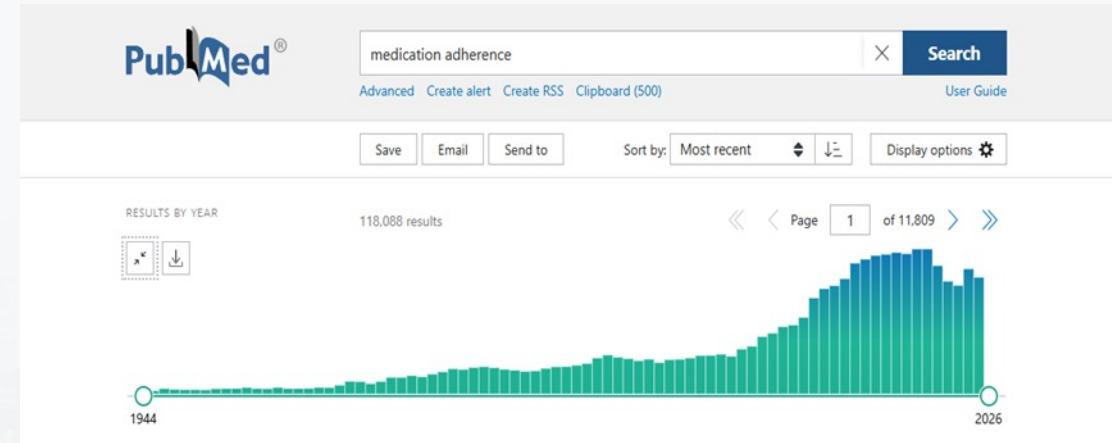 PubMed®
medication adherence
Search
Advanced Create alert Create RSS Clipboard (500)
User Guide
Save Email Send to Sort by: Most recent Display options
RESULTS BY YEAR
118,088 results
Page 1 of 11,809
1944
2026